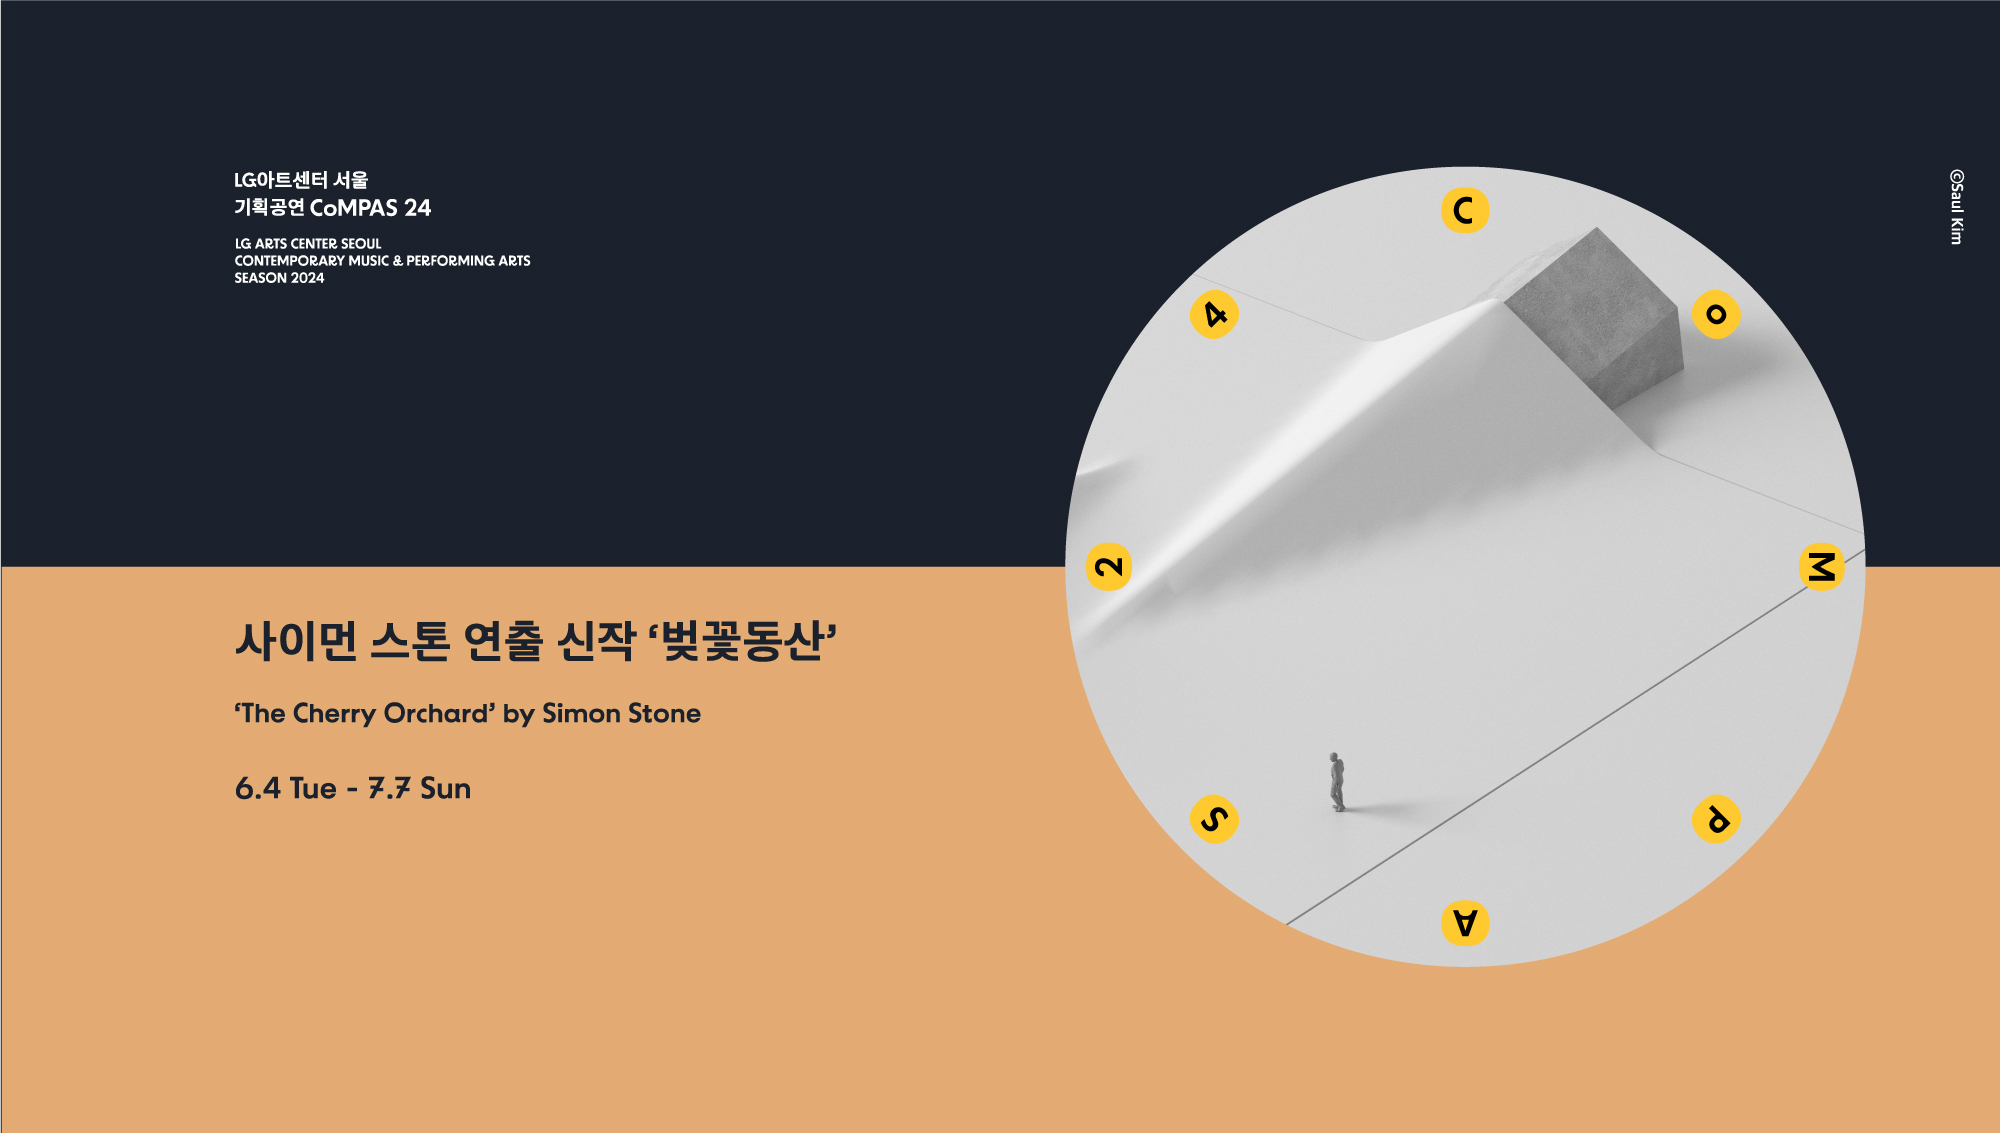 LG아트센터 서울
기획공연 CoMPAS 24
LG ARTS CENTER SEOUL
CONTEMPORARY MUSIC & PERFORMING ARTS
SEASON 2024
사이먼 스톤 연출 신작 ‘벚꽃동산’
‘The Cherry Orchard’ by Simon Stone
6.4 Tue - 7.7 Sun
C
o
M
P
A
S
2
4
©Saul Kim